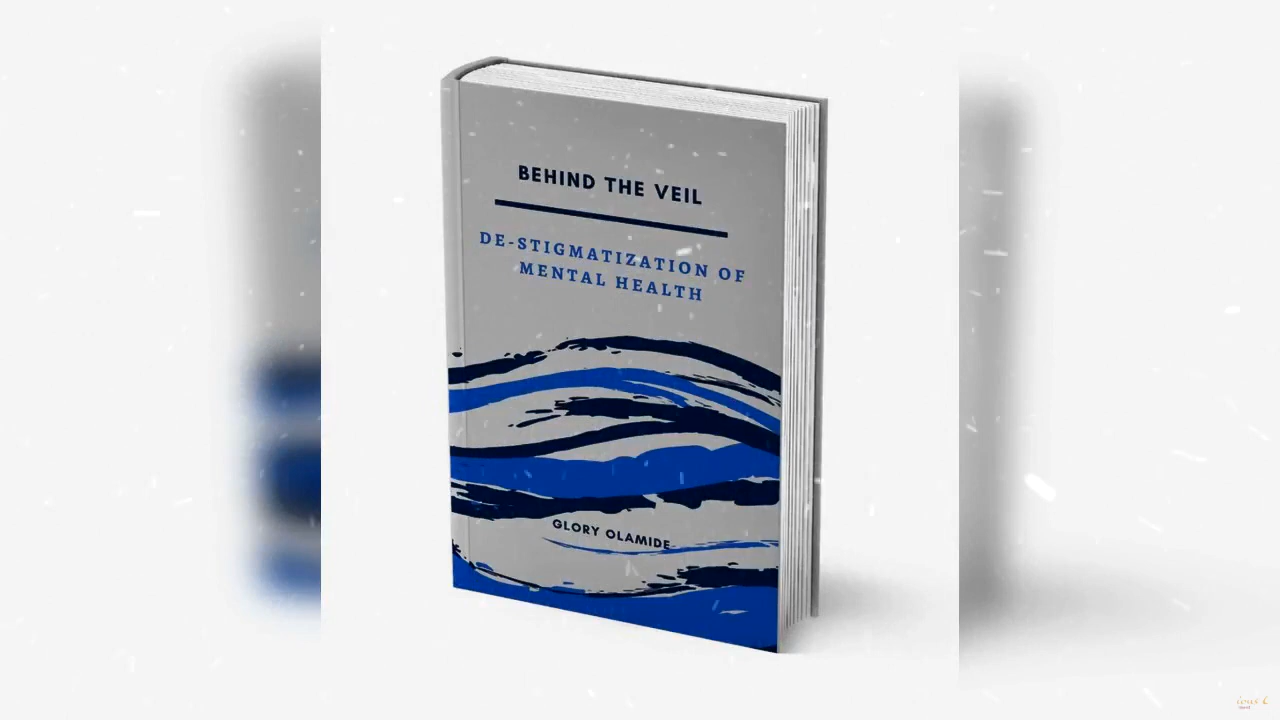 BEHIND THE VEIL
DE-STIGMATIZATION OF
MENTAL HEALTH
GLORY OLAMIDE